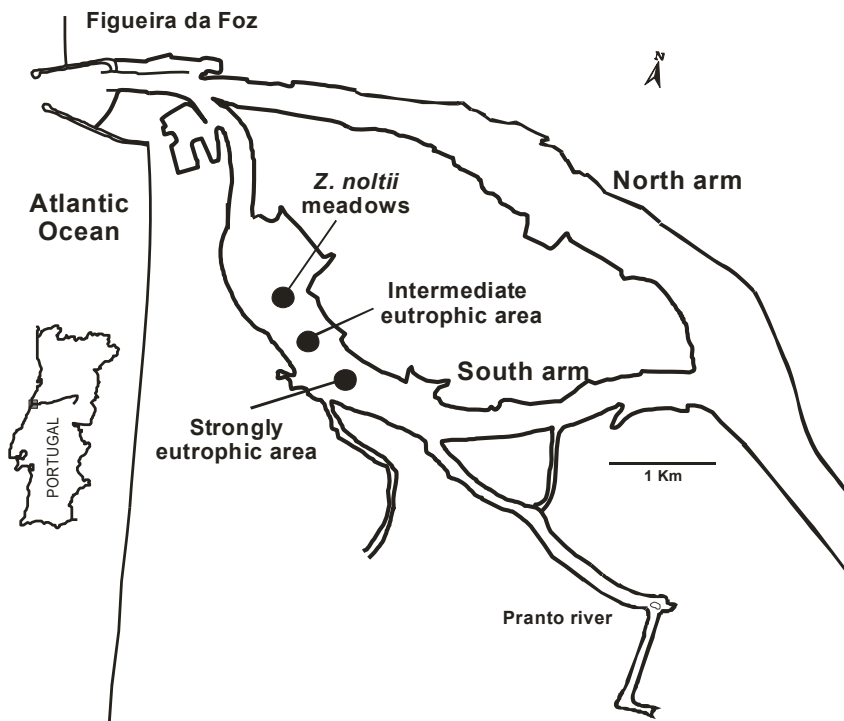 Figueira da Foz
N
Z. noltii
meadows
North arm
Atlantic
Ocean
Intermediate
eutrophic area
South arm
Strongly
eutrophic area
PORTUGAL
1 Km
Pranto river